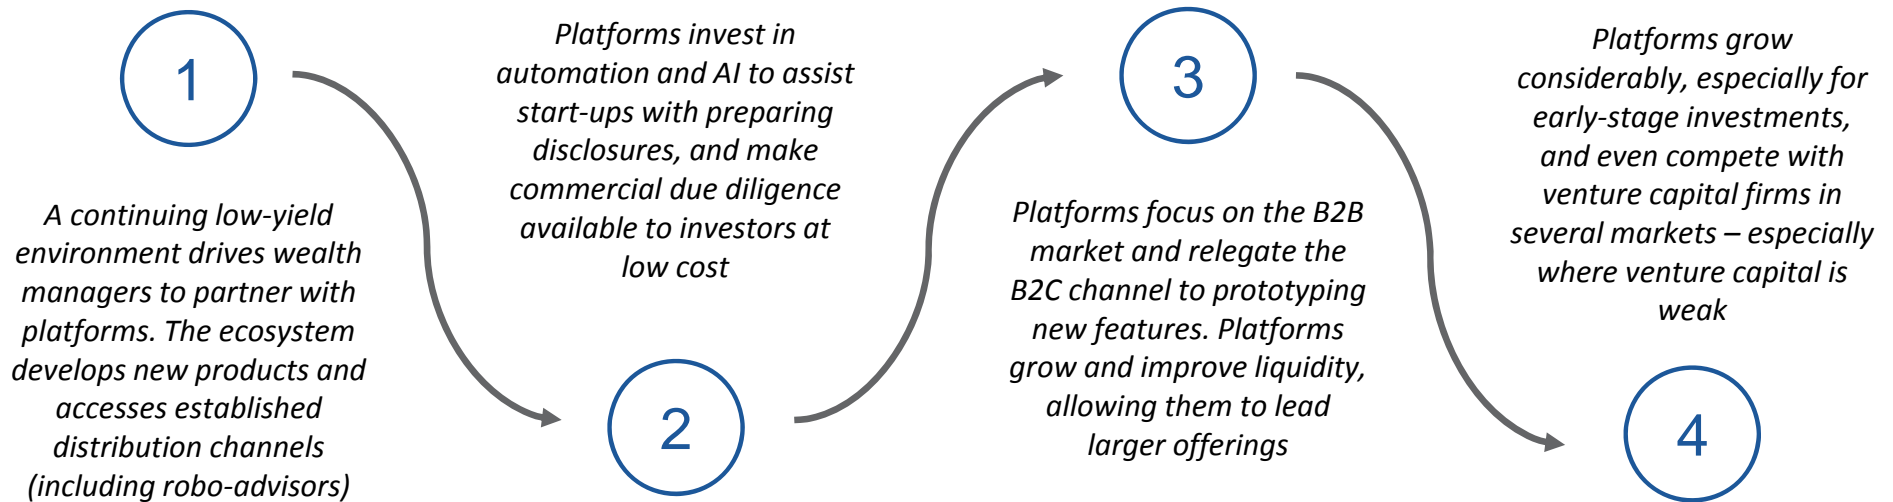 1
A continuing low-yield
environment drives wealth
managers to partner with
platforms. The ecosystem
develops new products and
accesses established
distribution channels
(including robo-advisors)
Platforms invest in
automation and AI to assist
start-ups with preparing
disclosures, and make
commercial due diligence
available to investors at
low cost
2
3
Platforms focus on the B2B
market and relegate the
B2C channel to prototyping
new features. Platforms
grow and improve liquidity,
allowing them to lead
larger offerings
Platforms grow
considerably, especially for
early-stage investments,
and even compete with
venture capital firms in
several markets – especially
where venture capital is
weak
4